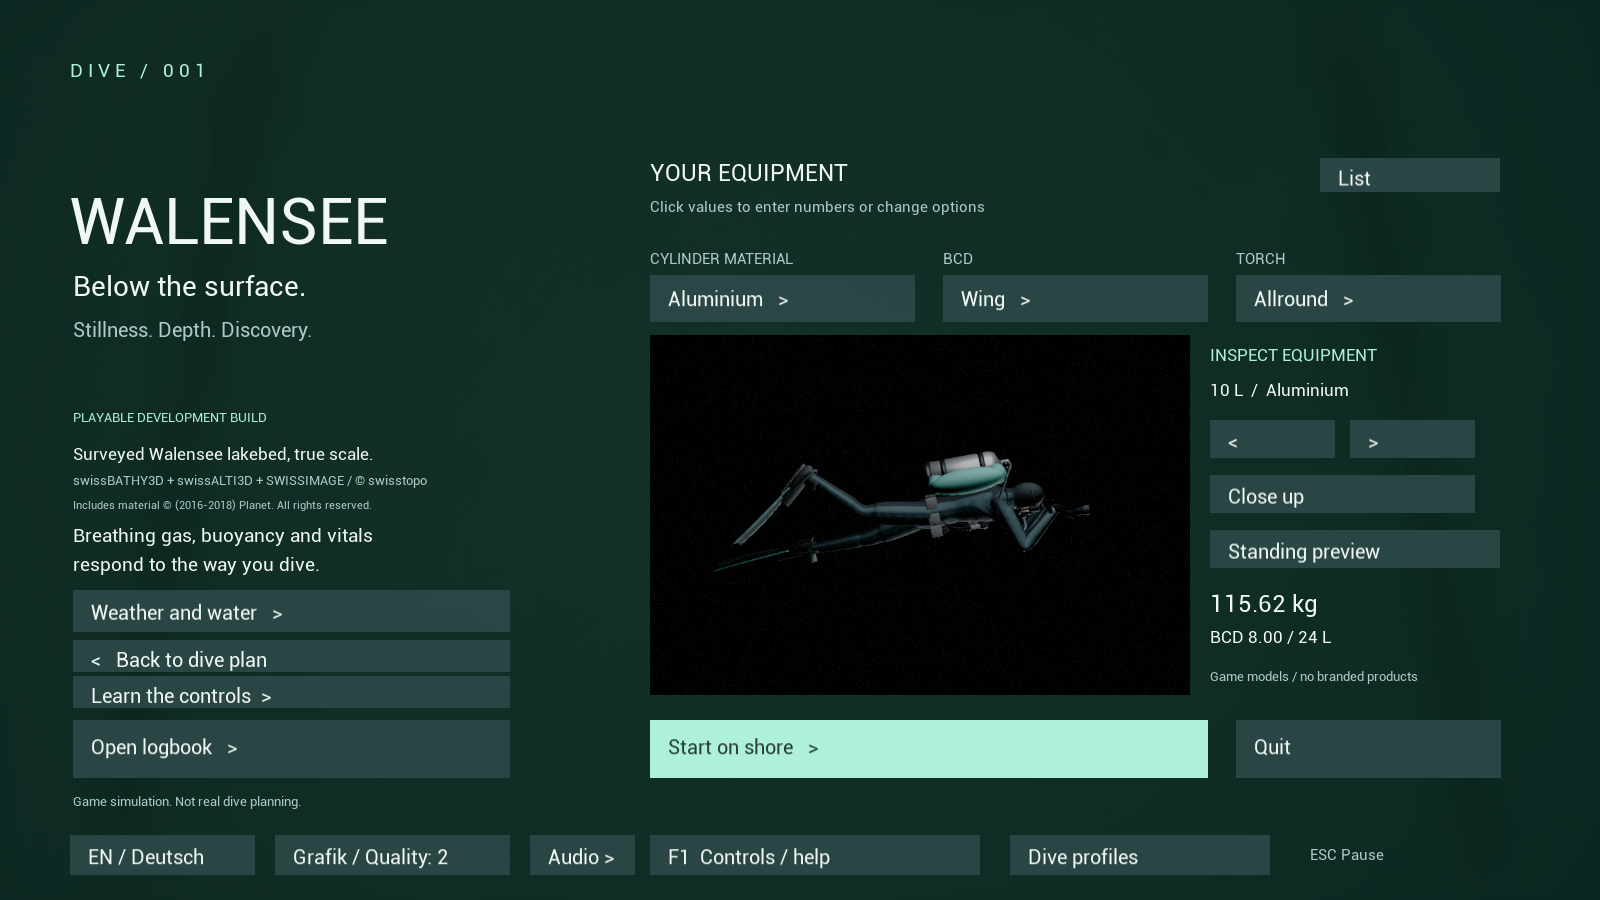 DIVE / 001
WALENSEE
Below the surface.
Stillness. Depth. Discovery.
PLAYABLE DEVELOPMENT BUILD
Surveyed Walensee lakebed, true scale.
swissBATHY3D + swissALTI3D + SWISSIMAGE / © swisstopo
Includes material © (2016-2018) Planet. All rights reserved.
Breathing gas, buoyancy and vitals
respond to the way you dive.
Weather and water >
< Back to dive plan
Learn the controls >
Open logbook >
Game simulation. Not real dive planning.
YOUR EQUIPMENT
List
Click values to enter numbers or change options
CYLINDER MATERIAL BCD TORCH
Aluminium > Wing > Allround >
INSPECT EQUIPMENT
10 L / Aluminium
< >
Close up
Standing preview
115.62 kg
BCD 8.00 / 24 L
Game models / no branded products
Start on shore > Quit
EN / Deutsch Grafik / Quality: 2 Audio > F1 Controls / help Dive profiles ESC Pause